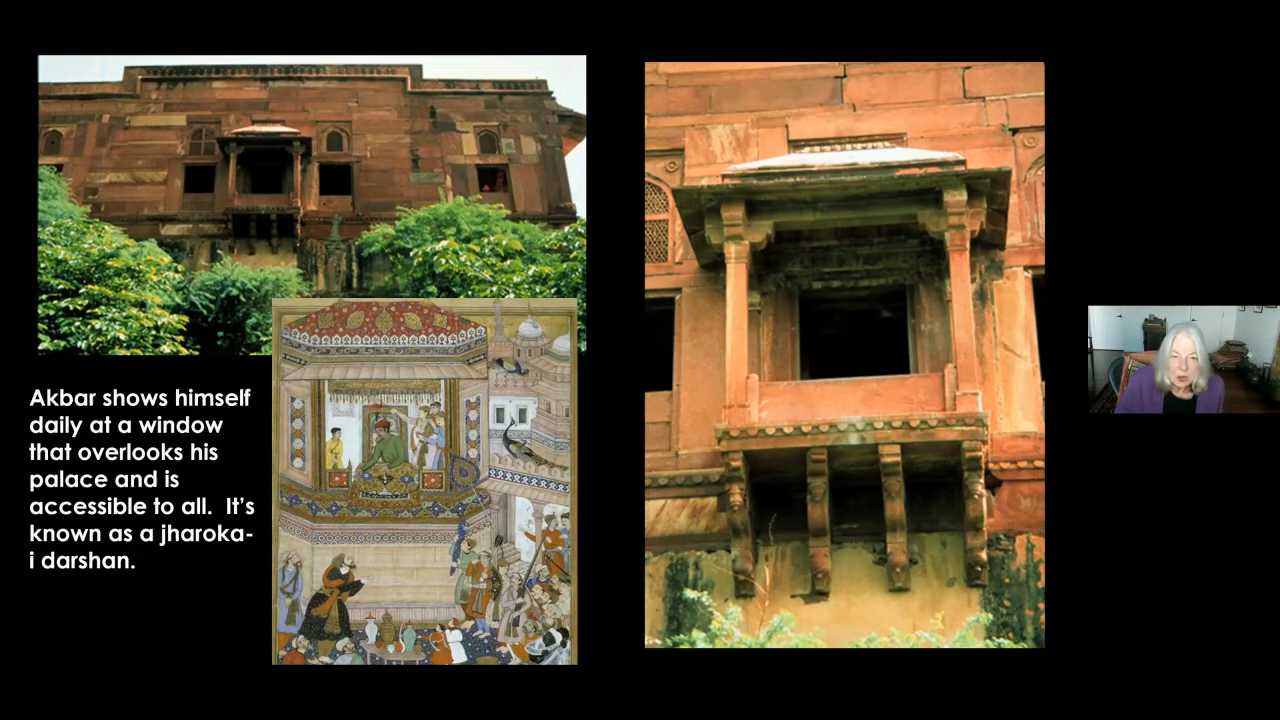 Akbar shows himself
daily at a window
that overlooks his
palace and is
accessible to all.  It’s
known as a jharoka-
i darshan.